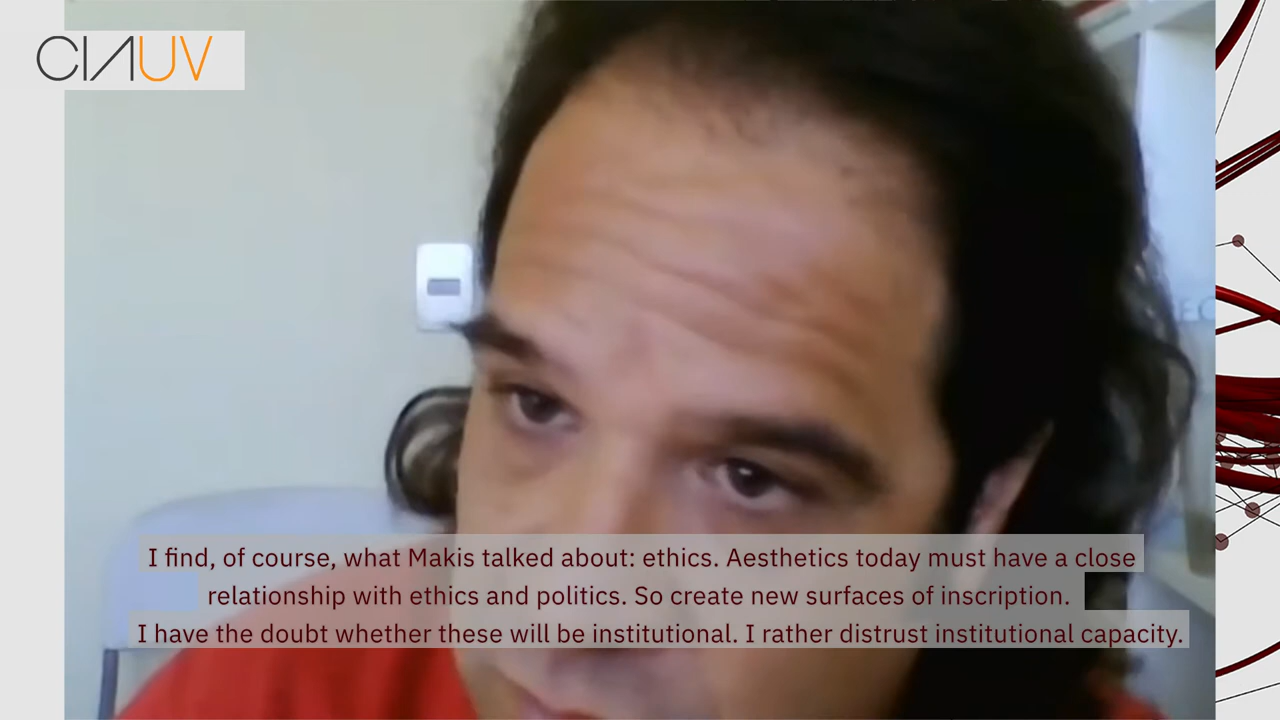 CIAUV
I find, of course, what Makis talked about: ethics. Aesthetics today must have a close
relationship with ethics and politics. So create new surfaces of inscription.
I have the doubt whether these will be institutional. I rather distrust institutional capacity.